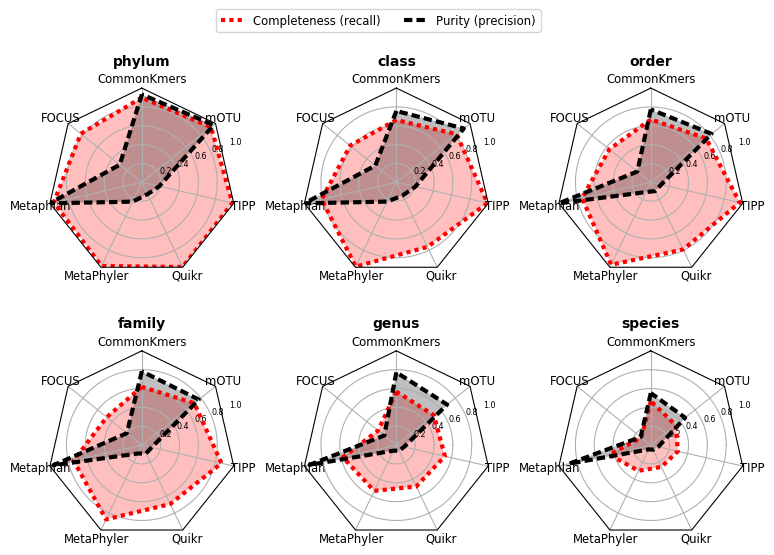 Completeness (recall) Purity (precision)
phylum class order
CommonKmers CommonKmers CommonKmers
FOCUS mOTU FOCUS mOTU FOCUS mOTU
0.2 0.4 0.6 0.8 1.0 0.2 0.4 0.6 0.8 1.0 0.2 0.4 0.6 0.8 1.0
Metaphlan TIPP Metaphlan TIPP Metaphlan TIPP
MetaPhyler Quikr MetaPhyler Quikr MetaPhyler Quikr
family genus species
CommonKmers CommonKmers CommonKmers
FOCUS mOTU FOCUS mOTU FOCUS mOTU
0.2 0.4 0.6 0.8 1.0 0.2 0.4 0.6 0.8 1.0 0.2 0.4 0.6 0.8 1.0
Metaphlan TIPP Metaphlan TIPP Metaphlan TIPP
MetaPhyler Quikr MetaPhyler Quikr MetaPhyler Quikr